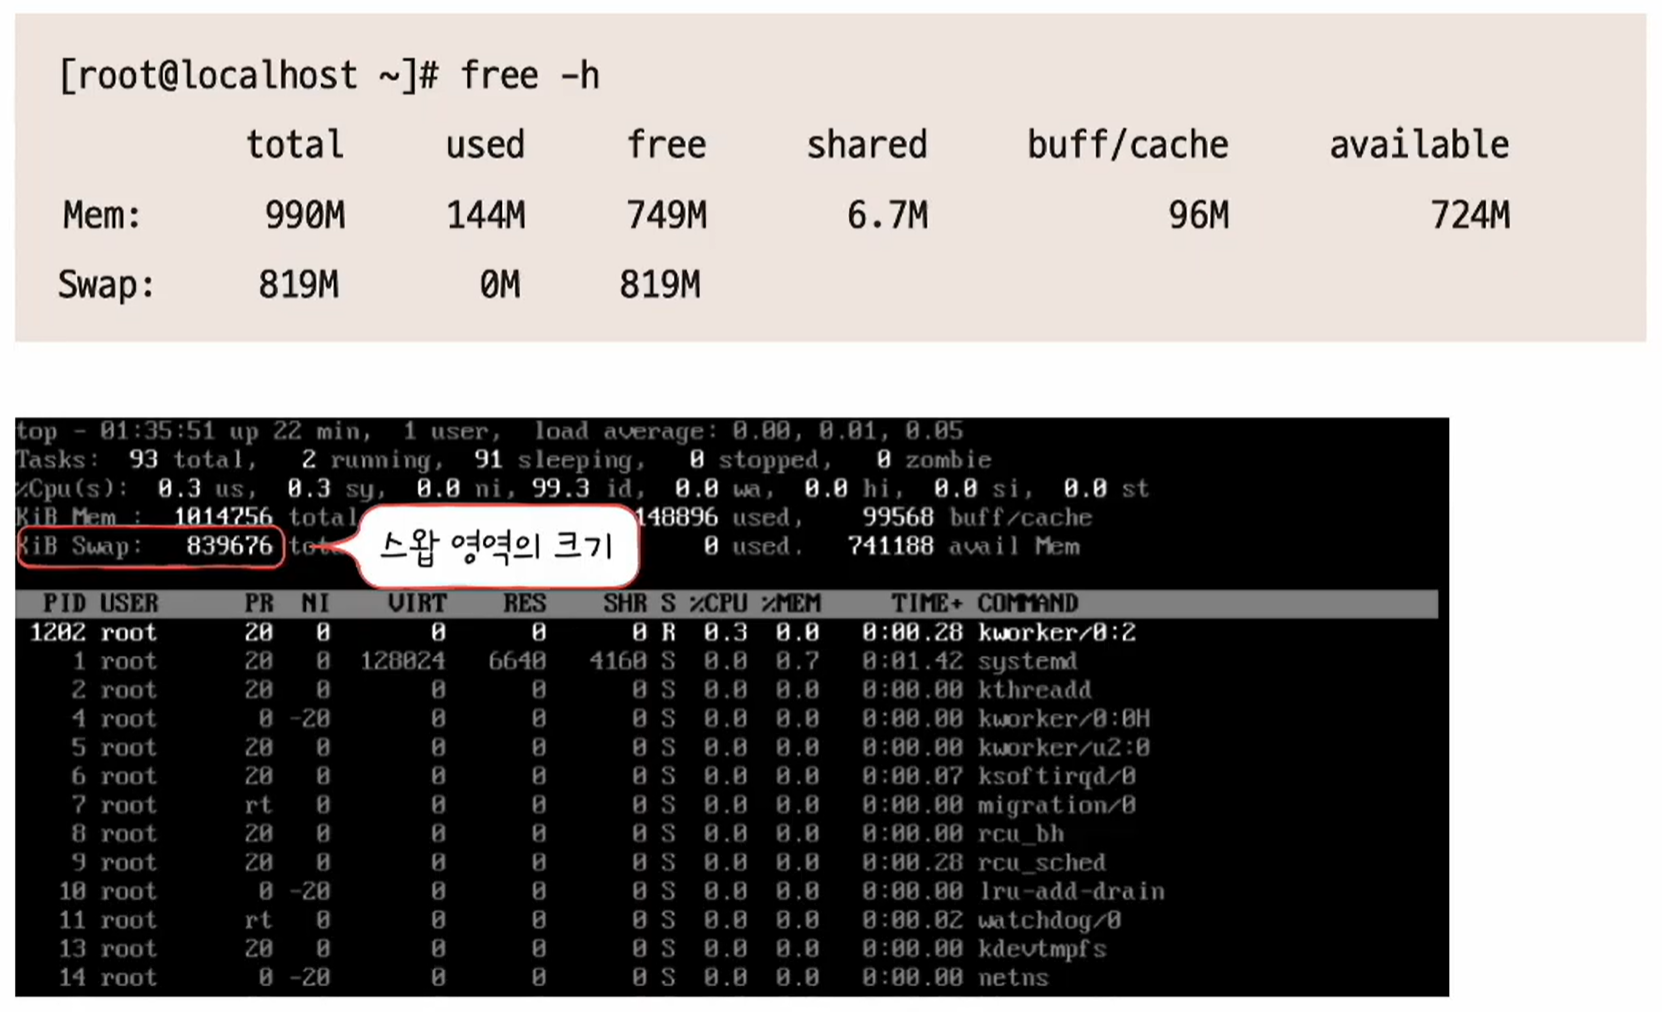 [root@localhost ~]# free -h
total used free shared buff/cache available
Mem: 990M 144M 749M 6.7M 96M 724M
Swap: 819M 0M 819M
top - 01:35:51 up 22 min, 1 user, load average: 0.00, 0.01, 0.05
Tasks: 93 total, 2 running, 91 sleeping, 0 stopped, 0 zombie
%Cpu(s): 0.3 us, 0.3 sy, 0.0 ni, 99.3 id, 0.0 wa, 0.0 hi, 0.0 si, 0.0 st
KiB Mem : 1014756 total 148896 used, 99568 buff/cache
KiB Swap: 839676 스왑 영역의 크기 0 used. 741188 avail Mem
PID USER PR NI VIRT RES SHR S %CPU %MEM TIME+ COMMAND
1202 root 20 0 0 0 0 R 0.3 0.0 0:00.28 kworker/0:2
1 root 20 0 128024 6640 4160 S 0.0 0.7 0:01.42 systemd
2 root 20 0 0 0 0 S 0.0 0.0 0:00.00 kthreadd
4 root 0 -20 0 0 0 S 0.0 0.0 0:00.00 kworker/0:0H
5 root 20 0 0 0 0 S 0.0 0.0 0:00.00 kworker/u2:0
6 root 20 0 0 0 0 S 0.0 0.0 0:00.07 ksoftirqd/0
7 root rt 0 0 0 0 S 0.0 0.0 0:00.00 migration/0
8 root 20 0 0 0 0 S 0.0 0.0 0:00.00 rcu_bh
9 root 20 0 0 0 0 S 0.0 0.0 0:00.28 rcu_sched
10 root 0 -20 0 0 0 S 0.0 0.0 0:00.00 lru-add-drain
11 root rt 0 0 0 0 S 0.0 0.0 0:00.02 watchdog/0
13 root 20 0 0 0 0 S 0.0 0.0 0:00.00 kdevtmpfs
14 root 0 -20 0 0 0 S 0.0 0.0 0:00.00 netns